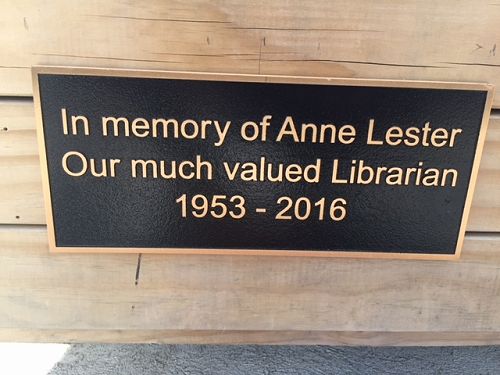 In memory of Anne Lester
Our much valued Librarian
1953 - 2016